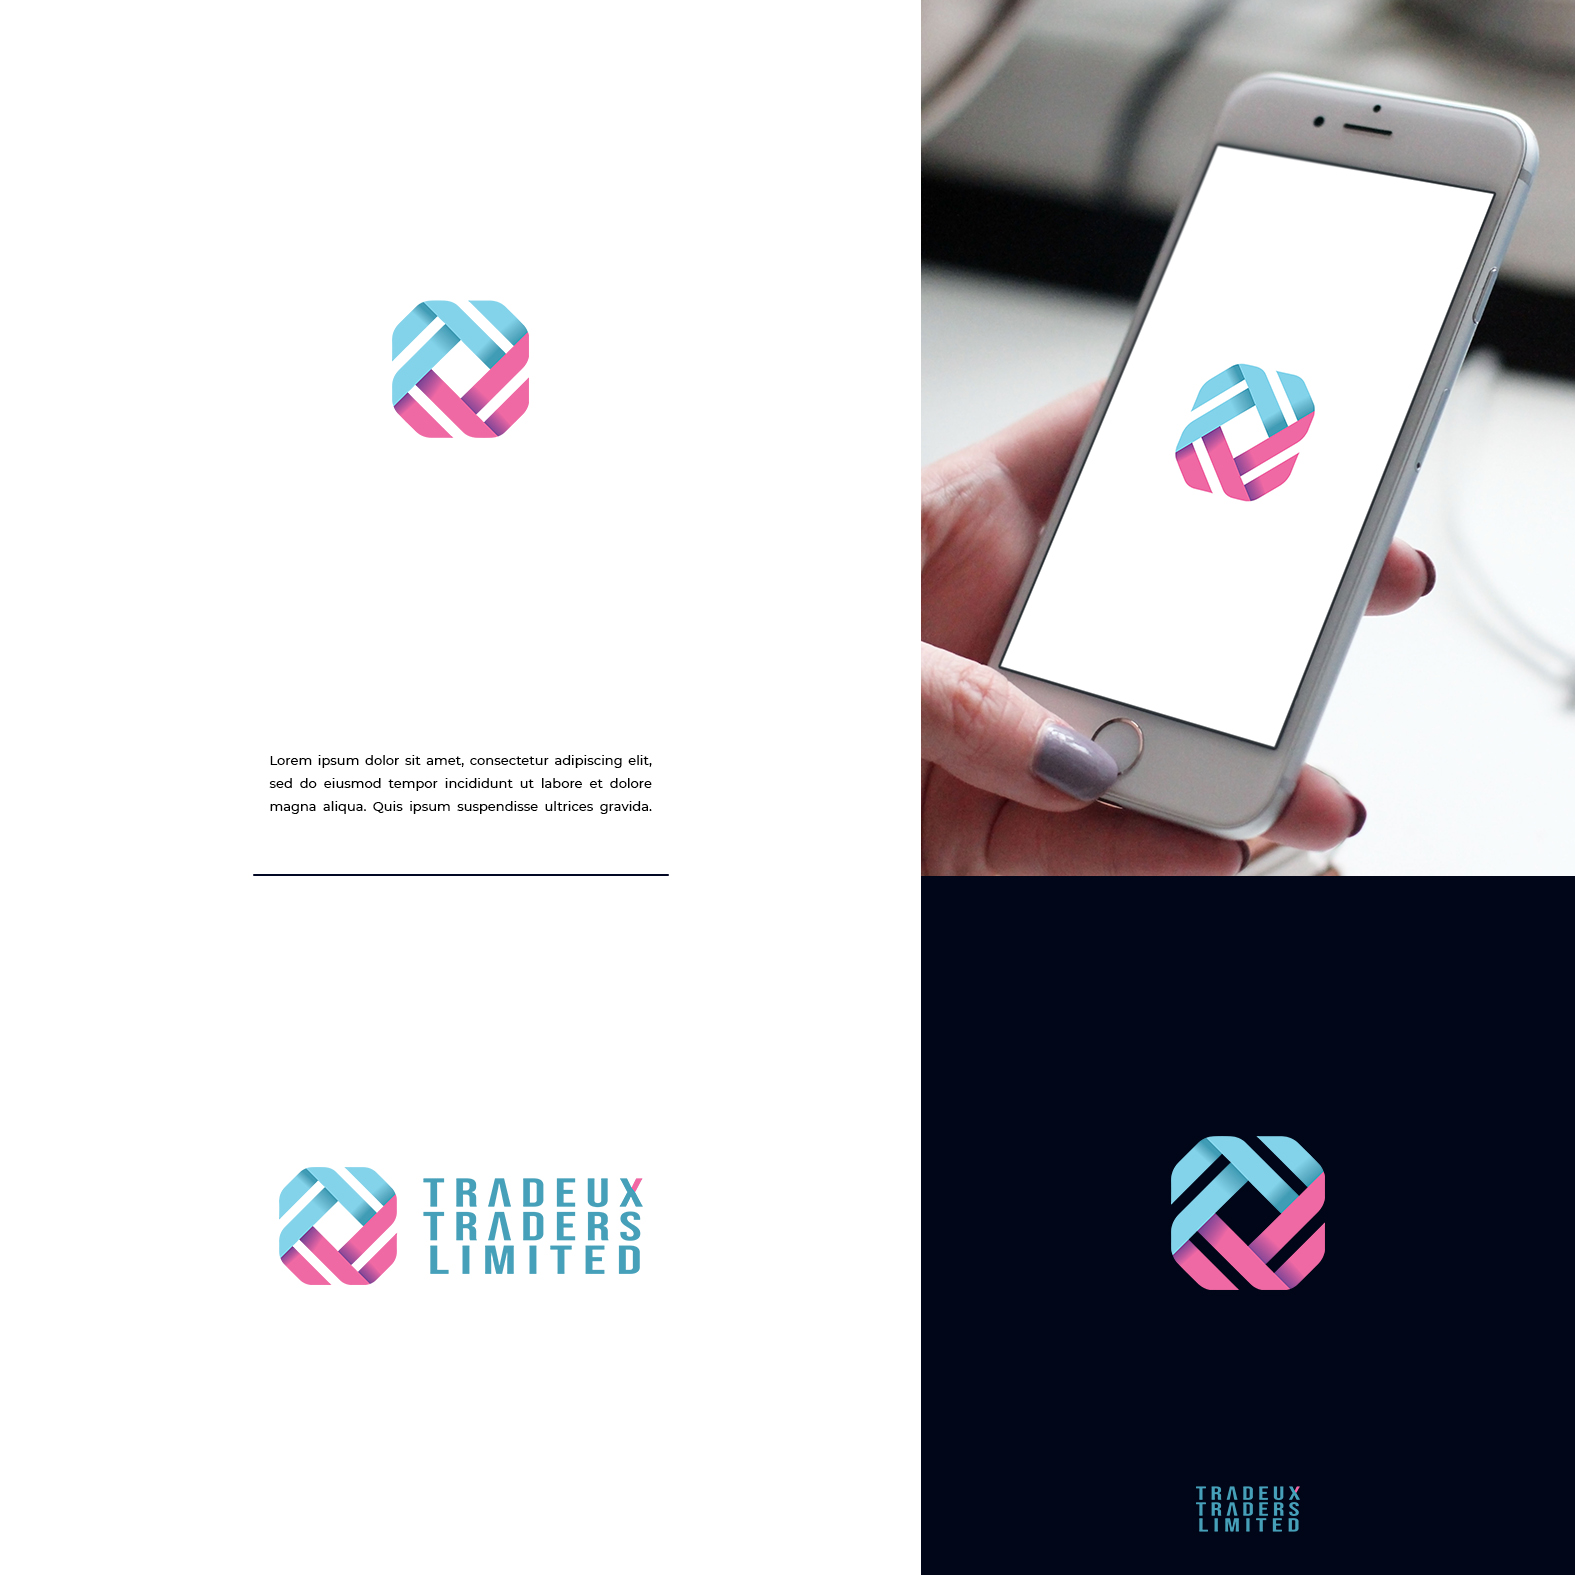 Lorem ipsum dolor sit amet, consectetur adipiscing elit,
sed do eiusmod tempor incididunt ut labore et dolore
magna aliqua. Quis ipsum suspendisse ultrices gravida.
TRADEUX
TRADERS
LIMITED
TRADEUX
TRADERS
LIMITED